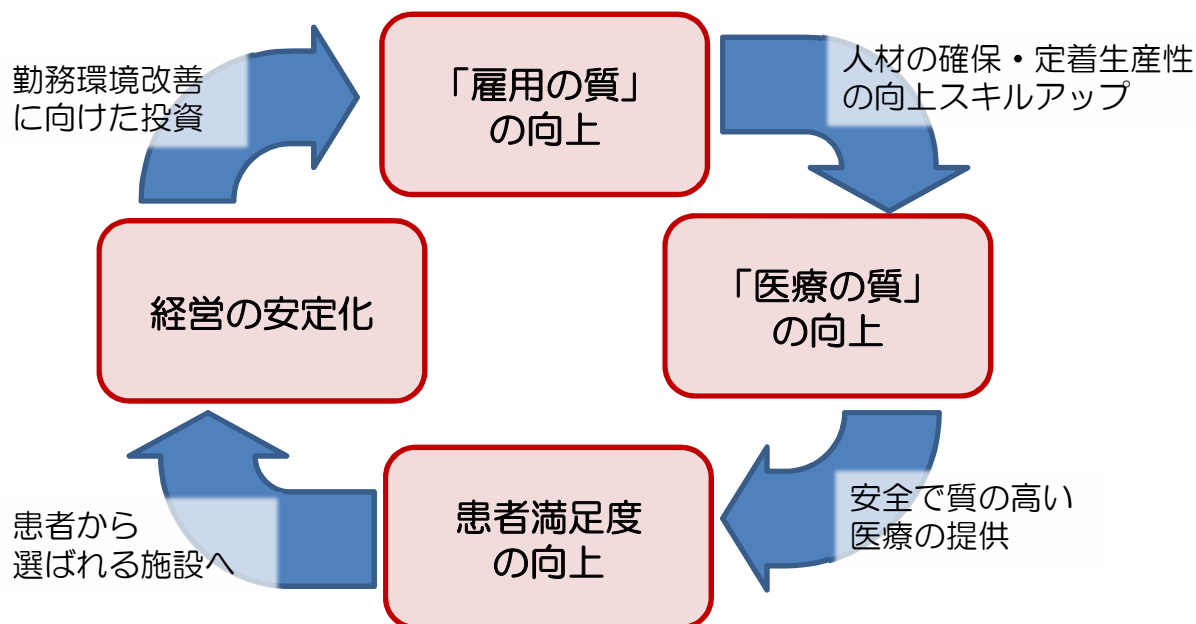 「雇用の質」
の向上
人材の確保・定着生産性
の向上スキルアップ
「医療の質」
の向上
安全で質の高い
医療の提供
患者満足度
の向上
患者から
選ばれる施設へ
経営の安定化
勤務環境改善
に向けた投資